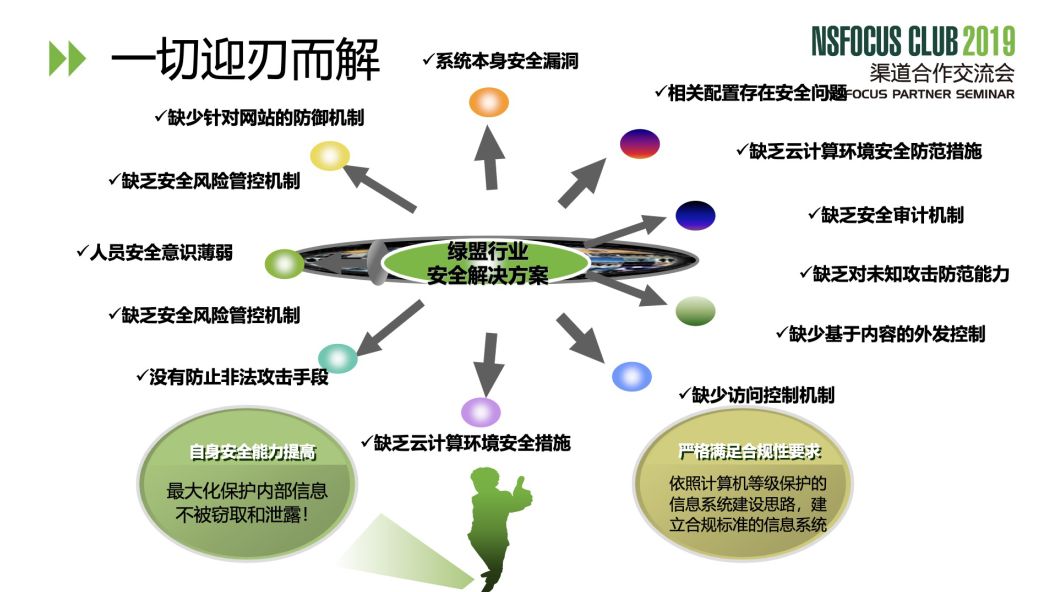 一切迎刃而解
NSFOCUS CLUB 2019
渠道合作交流会
FOCUS PARTNER SEMINAR
✓系统本身安全漏洞
✓相关配置存在安全问题
✓缺少针对网站的防御机制
✓缺乏云计算环境安全防范措施
✓缺乏安全风险管控机制
✓缺乏安全审计机制
✓人员安全意识薄弱
绿盟行业
安全解决方案
✓缺乏对未知攻击防范能力
✓缺乏安全风险管控机制
✓缺少基于内容的外发控制
✓没有防止非法攻击手段
✓缺少访问控制机制
✓缺乏云计算环境安全措施
自身安全能力提高
最大化保护内部信息
不被窃取和泄露！
严格满足合规性要求
依照计算机等级保护的
信息系统建设思路，建
立合规标准的信息系统